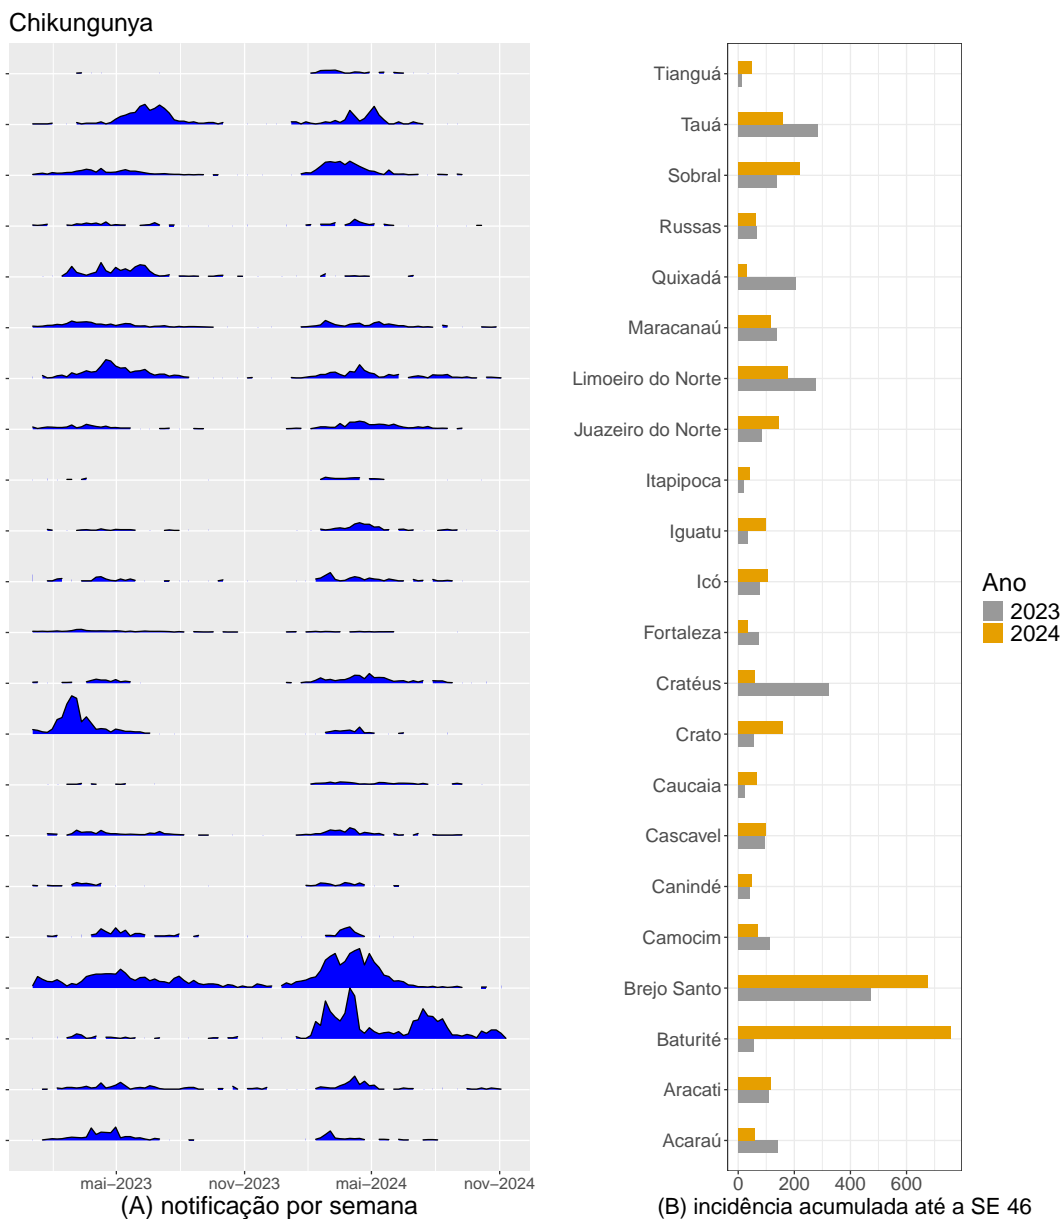 Chikungunya
Tianguá
Tauá
Sobral
Russas
Quixadá
Maracanaú
Limoeiro do Norte
Juazeiro do Norte
Itapipoca
Iguatu
Icó
Fortaleza
Cratéus
Crato
Caucaia
Cascavel
Canindé
Camocim
Brejo Santo
Baturité
Aracati
Acaraú
Ano
2023
2024
mai–2023 nov–2023 mai–2024 nov–2024
0 200 400 600
(A) notificação por semana
(B) incidência acumulada até a SE 46